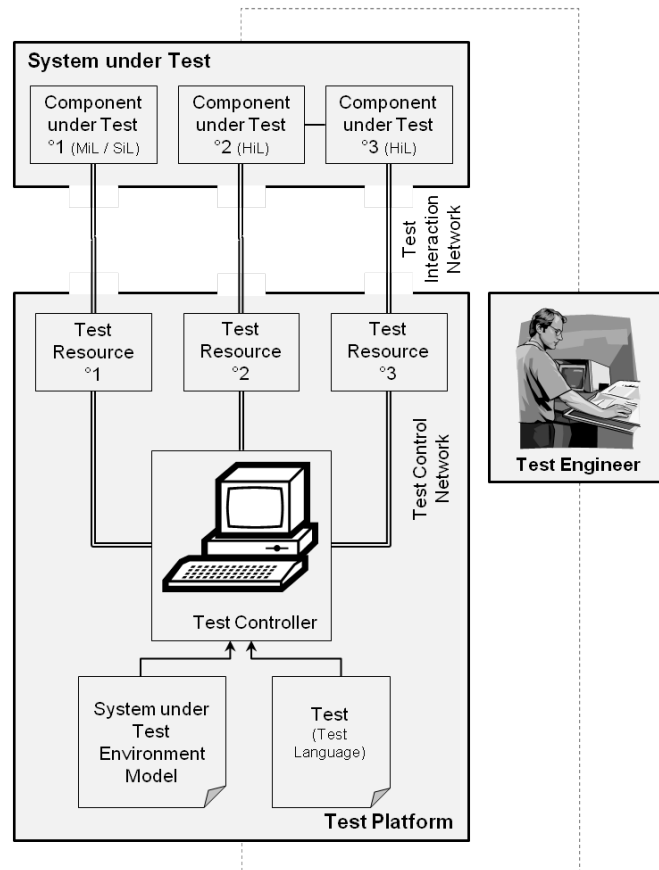 System under Test
Component
under Test
°1 (MiL / SiL)
Component
under Test
°2 (HiL)
Component
under Test
°3 (HiL)
Test
Interaction
Network
Test
Resource
°1
Test
Resource
°2
Test
Resource
°3
Test Control
Network
Test Engineer
Test Controller
System under
Test
Environment
Model
Test
(Test
Language)
Test Platform